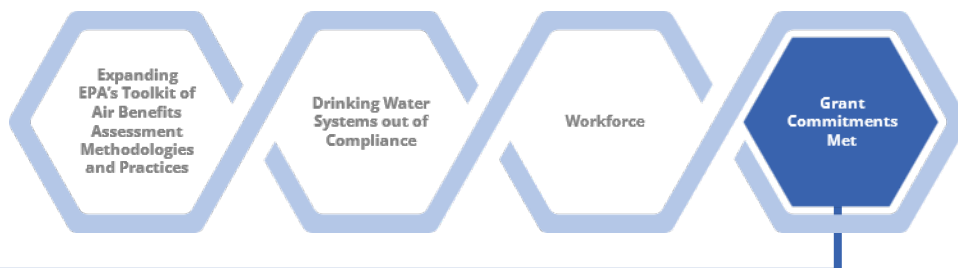 Expanding
EPA's Toolkit of
Air Benefits
Assessment
Methodologies
and Practices
Drinking Water
Systems out of
Compliance
Workforce
Grant
Commitments
Met